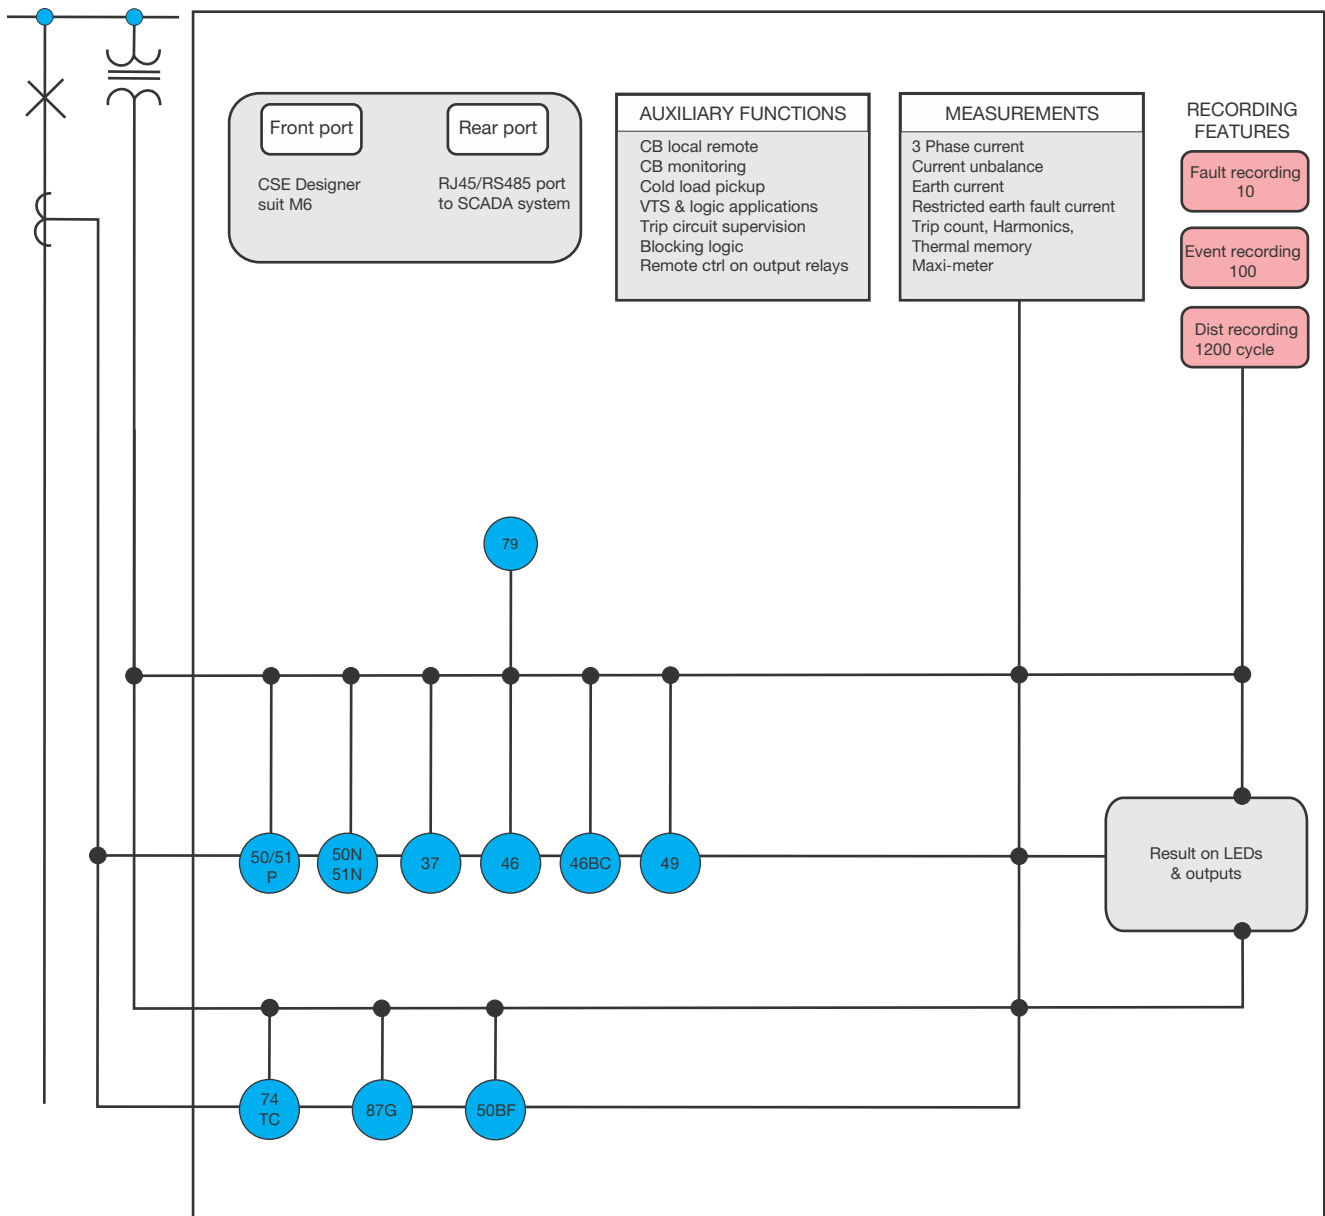 Front port
Rear port
CSE Designer
suit M6
RJ45/RS485 port
to SCADA system
AUXILIARY FUNCTIONS
CB local remote
CB monitoring
Cold load pickup
VTS & logic applications
Trip circuit supervision
Blocking logic
Remote ctrl on output relays
MEASUREMENTS
3 Phase current
Current unbalance
Earth current
Restricted earth fault current
Trip count, Harmonics,
Thermal memory
Maxi-meter
RECORDING
FEATURES
Fault recording
10
Event recording
100
Dist recording
1200 cycle
79
50/51
P
50N
51N
37
46
46BC
49
Result on LEDs
& outputs
74
TC
87G
50BF